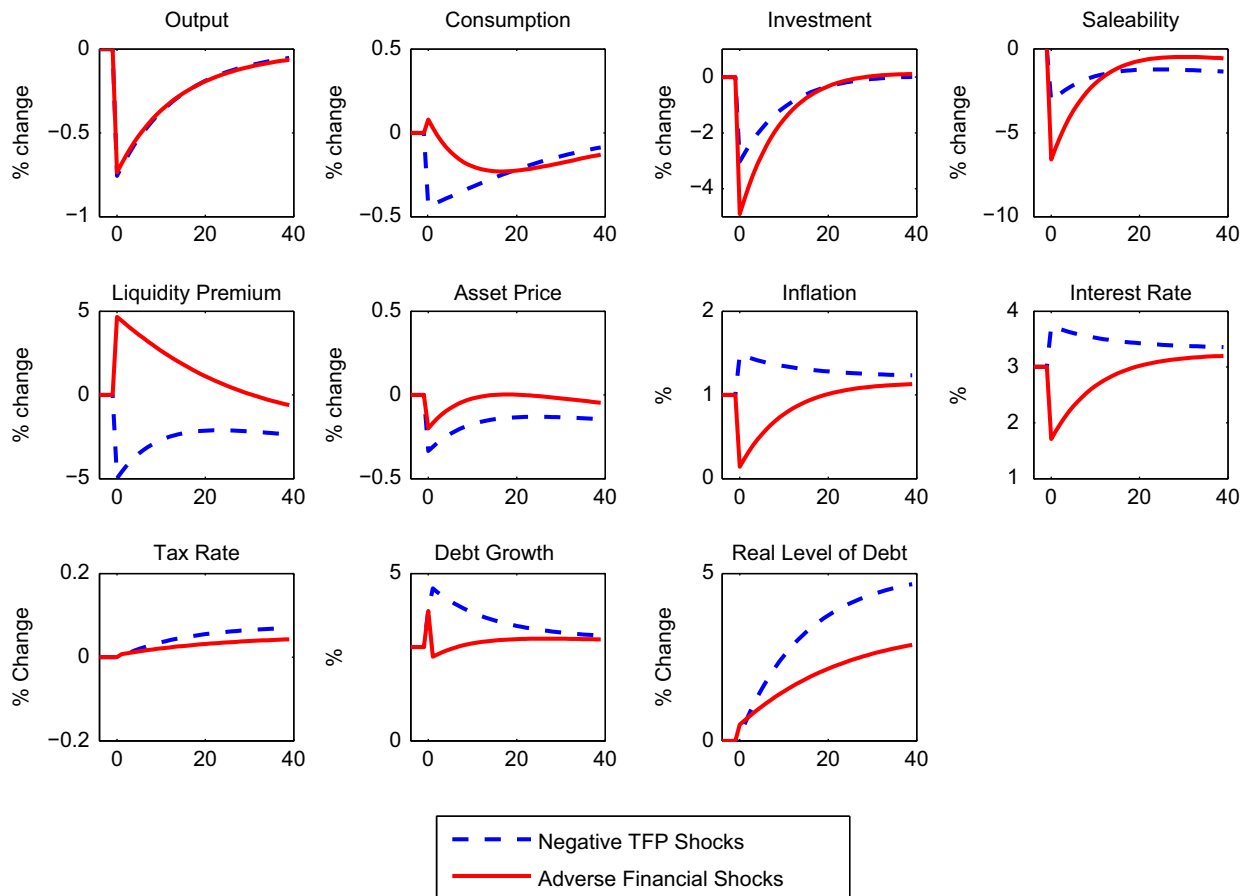 Output
Consumption
Investment
Saleability
% change
0
−0.5
−1
0 20 40
% change
0.5
0
−0.5
0 20 40
% change
0
−2
−4
0 20 40
% change
0
−5
−10
0 20 40
Liquidity Premium
Asset Price
Inflation
Interest Rate
% change
5
0
−5
0 20 40
% change
0.5
0
−0.5
0 20 40
%
2
1
0
0 20 40
%
4
3
2
1
0 20 40
Tax Rate
Debt Growth
Real Level of Debt
% Change
0.2
0
−0.2
0 20 40
%
5
0
0 20 40
% Change
5
0
0 20 40
Negative TFP Shocks
Adverse Financial Shocks